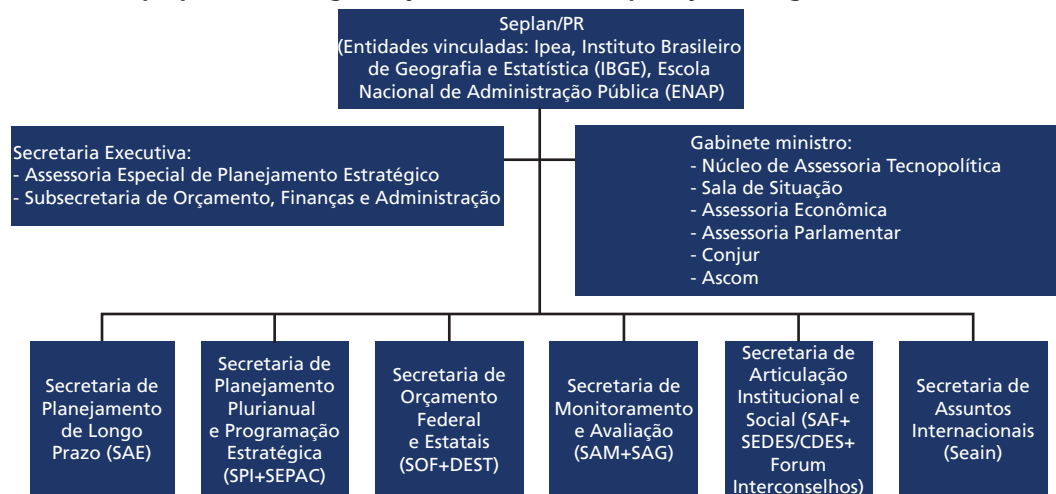 Seplan/PR
(Entidades vinculadas: Ipea, Instituto Brasileiro
de Geografia e Estatística (IBGE), Escola
Nacional de Administração Pública (ENAP)
Secretaria Executiva:
- Assessoria Especial de Planejamento Estratégico
- Subsecretaria de Orçamento, Finanças e Administração
Gabinete ministro:
- Núcleo de Assessoria Tecnopolítica
- Sala de Situação
- Assessoria Econômica
- Assessoria Parlamentar
- Conjur
- Ascom
Secretaria de
Planejamento
de Longo
Prazo (SAE)
Secretaria de
Planejamento
Plurianual
e Programação
Estratégica
(SPI+SEPAC)
Secretaria de
Orçamento
Federal
e Estatais
(SOF+DEST)
Secretaria de
Monitoramento
e Avaliação
(SAM+SAG)
Secretaria de
Articulação
Institucional e
Social (SAF+
SEDES/CDES+
Forum
Interconselhos)
Secretaria de
Assuntos
Internacionais
(Seain)